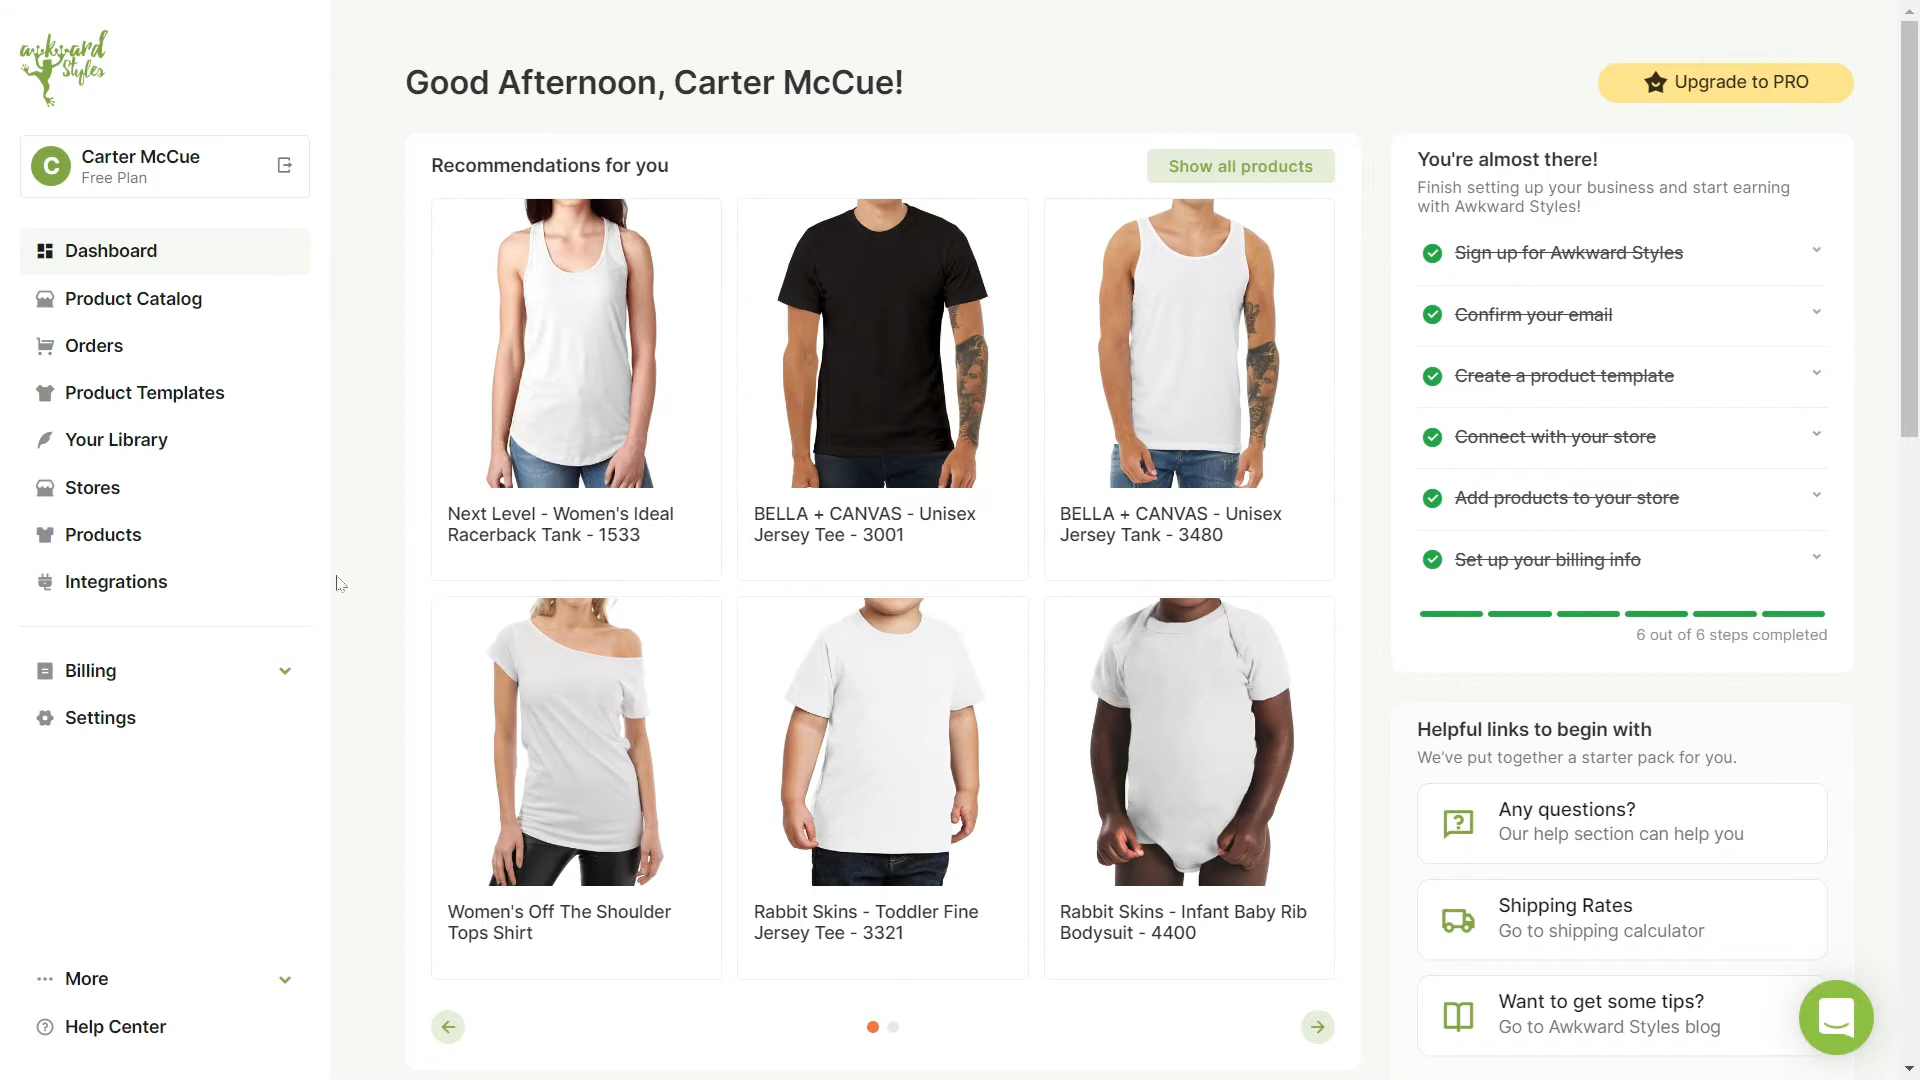 awkward
Styles
C
Carter McCue
Free Plan
Dashboard
Product Catalog
Orders
Product Templates
Your Library
Stores
Products
Integrations
Billing
Settings
More
Help Center
Good Afternoon, Carter McCue!
Upgrade to PRO
Recommendations for you
Show all products
Next Level - Women's Ideal
Racerback Tank - 1533
BELLA + CANVAS - Unisex
Jersey Tee - 3001
BELLA + CANVAS - Unisex
Jersey Tank - 3480
Women's Off The Shoulder
Tops Shirt
Rabbit Skins - Toddler Fine
Jersey Tee - 3321
Rabbit Skins - Infant Baby Rib
Bodysuit - 4400
You're almost there!
Finish setting up your business and start earning
with Awkward Styles!
Sign up for Awkward Styles
Confirm your email
Create a product template
Connect with your store
Add products to your store
Set up your billing info
6 out of 6 steps completed
Helpful links to begin with
We've put together a starter pack for you.
Any questions?
Our help section can help you
Shipping Rates
Go to shipping calculator
Want to get some tips?
Go to Awkward Styles blog